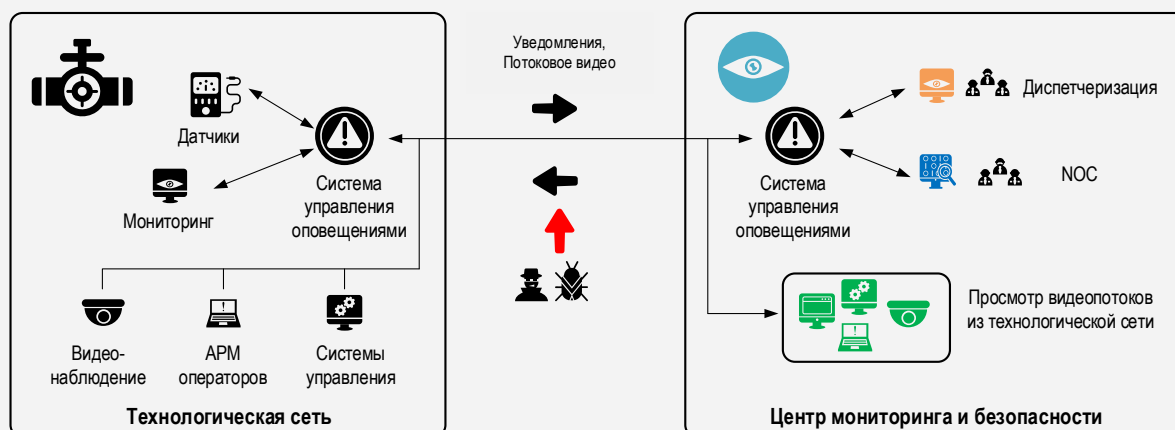 Уведомления,
Потоковое видео
Датчики
Мониторинг
Система
управления
оповещениями
Видео-
наблюдение
АРМ
операторов
Системы
управления
Технологическая сеть
Диспетчеризация
NOC
Система
управления
оповещениями
Просмотр видеопотоков
из технологической сети
Центр мониторинга и безопасности